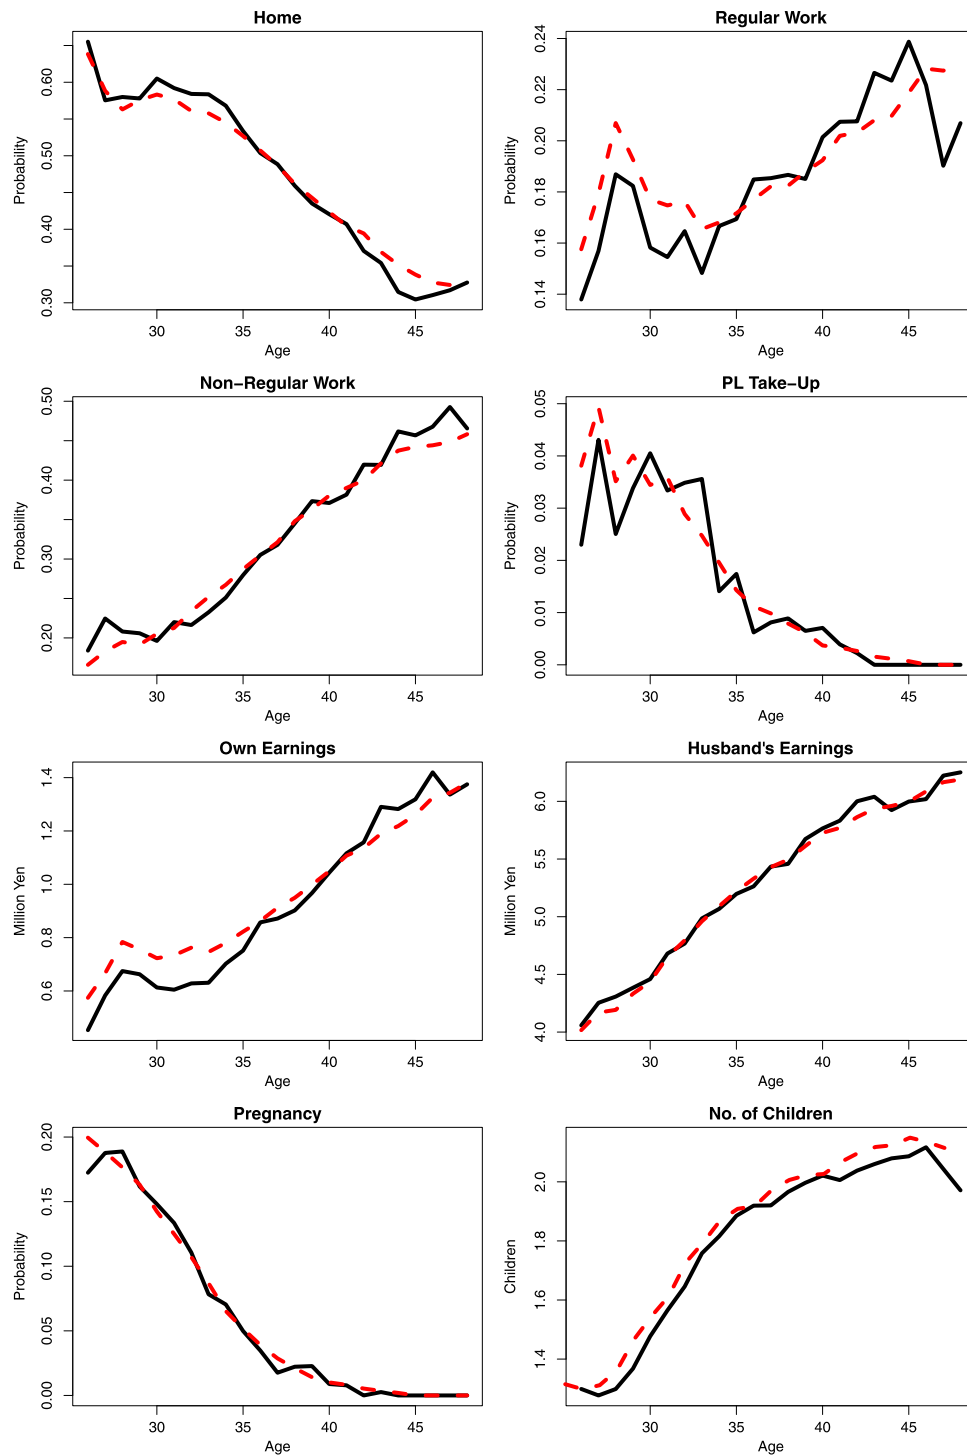 Home
Probability
0.30 0.40 0.50 0.60
30 35 40 45
Age
Regular Work
Probability
0.14 0.16 0.18 0.20 0.22 0.24
30 35 40 45
Age
Non−Regular Work
Probability
0.20 0.30 0.40 0.50
30 35 40 45
Age
PL Take−Up
Probability
0.00 0.01 0.02 0.03 0.04 0.05
30 35 40 45
Age
Own Earnings
Million Yen
0.6 0.8 1.0 1.2 1.4
30 35 40 45
Age
Husband's Earnings
Million Yen
4.0 4.5 5.0 5.5 6.0
30 35 40 45
Age
Pregnancy
Probability
0.00 0.05 0.10 0.15 0.20
30 35 40 45
Age
No. of Children
Children
1.4 1.6 1.8 2.0
30 35 40 45
Age